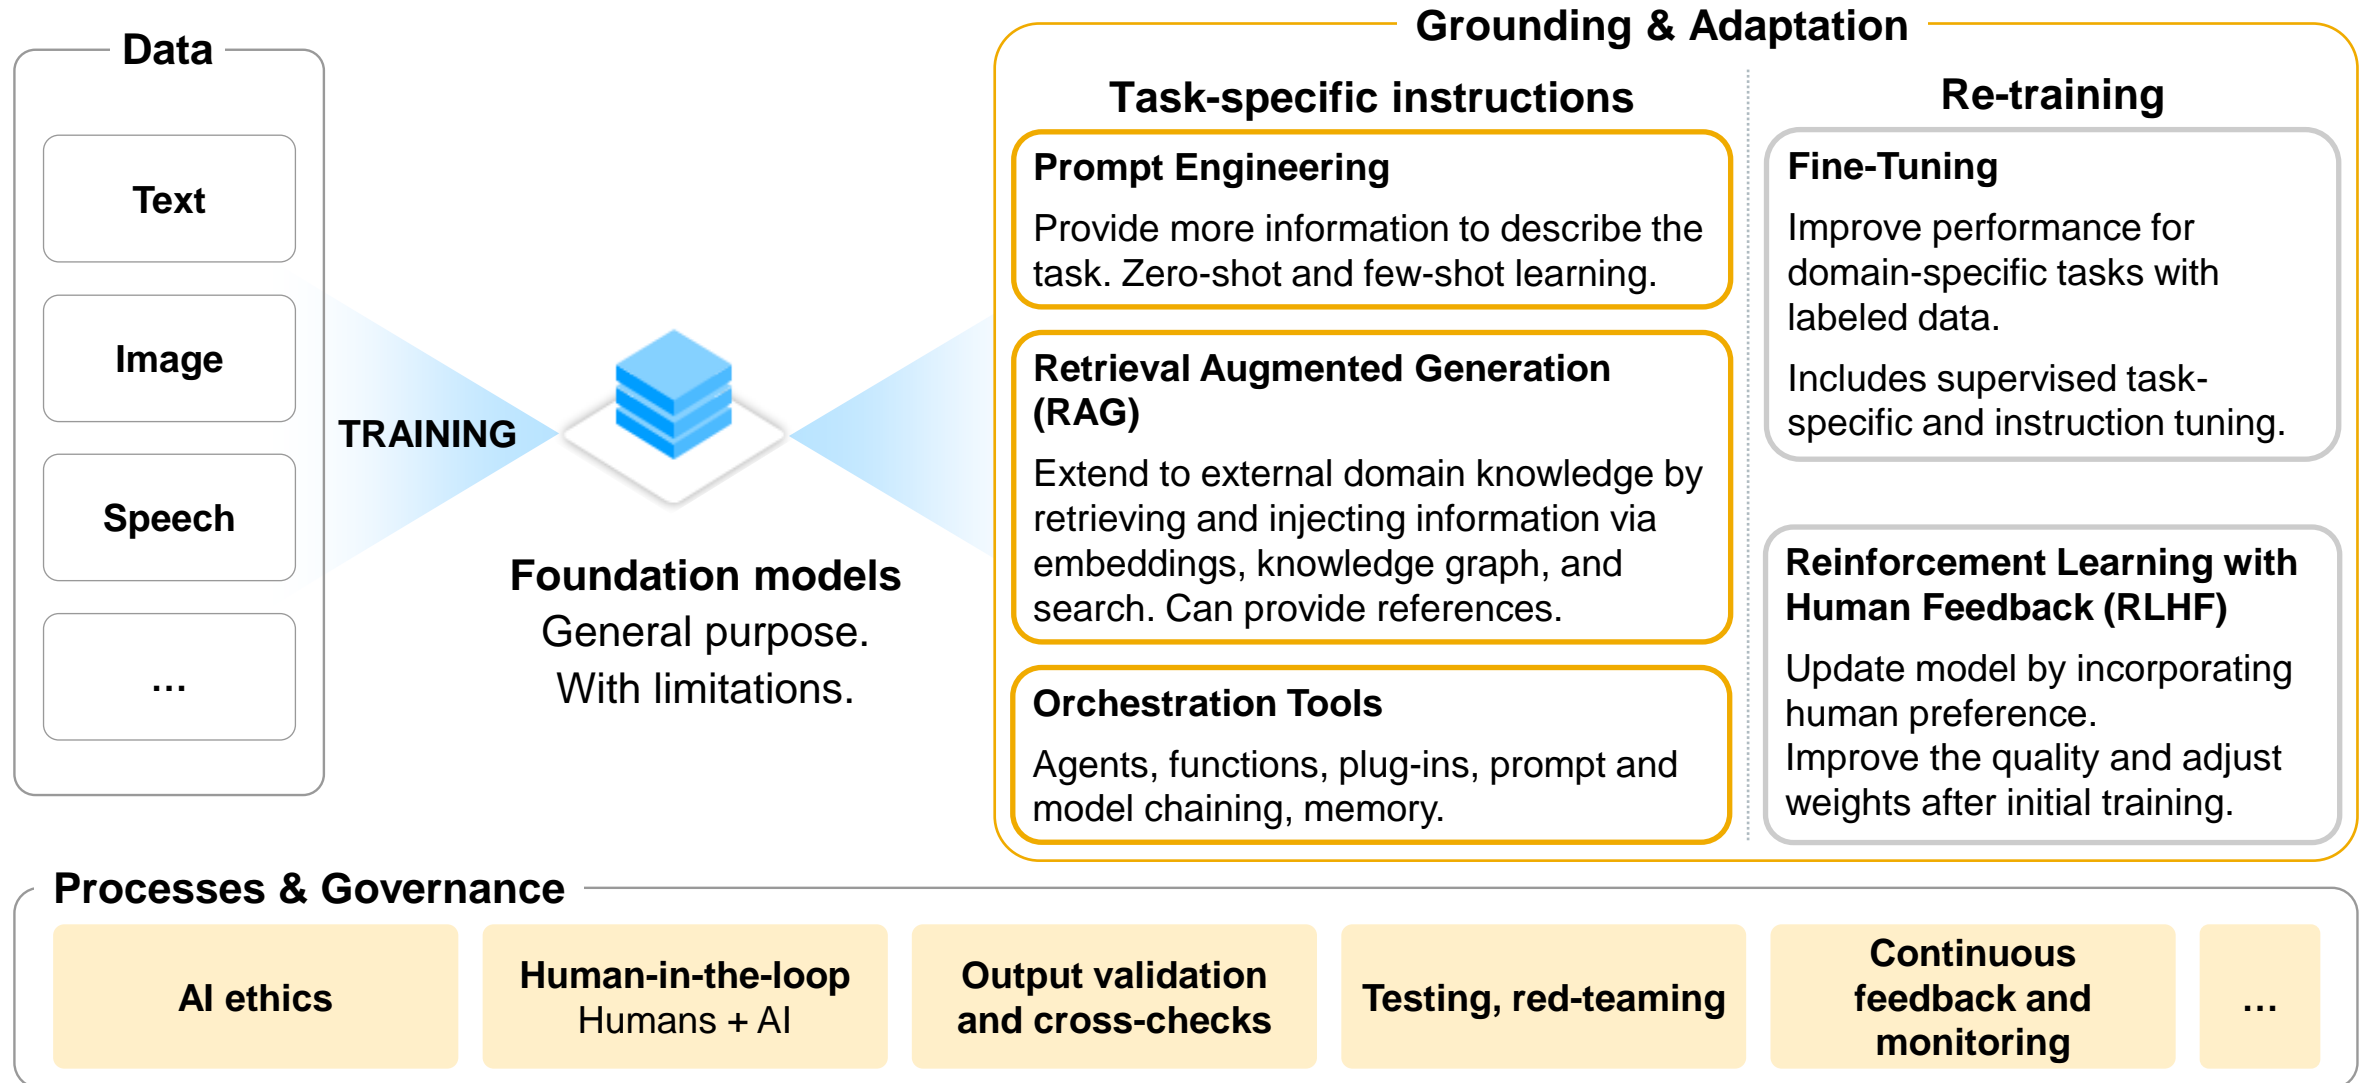 Data
Text
Image
Speech
…
TRAINING
Foundation models
General purpose.
With limitations.
Grounding & Adaptation
Task-specific instructions
Prompt Engineering
Provide more information to describe the
task. Zero-shot and few-shot learning.
Retrieval Augmented Generation
(RAG)
Extend to external domain knowledge by
retrieving and injecting information via
embeddings, knowledge graph, and
search. Can provide references.
Orchestration Tools
Agents, functions, plug-ins, prompt and
model chaining, memory.
Re-training
Fine-Tuning
Improve performance for
domain-specific tasks with
labeled data.
Includes supervised task-
specific and instruction tuning.
Reinforcement Learning with
Human Feedback (RLHF)
Update model by incorporating
human preference.
Improve the quality and adjust
weights after initial training.
Processes & Governance
AI ethics
Human-in-the-loop
Humans + AI
Output validation
and cross-checks
Testing, red-teaming
Continuous
feedback and
monitoring
…